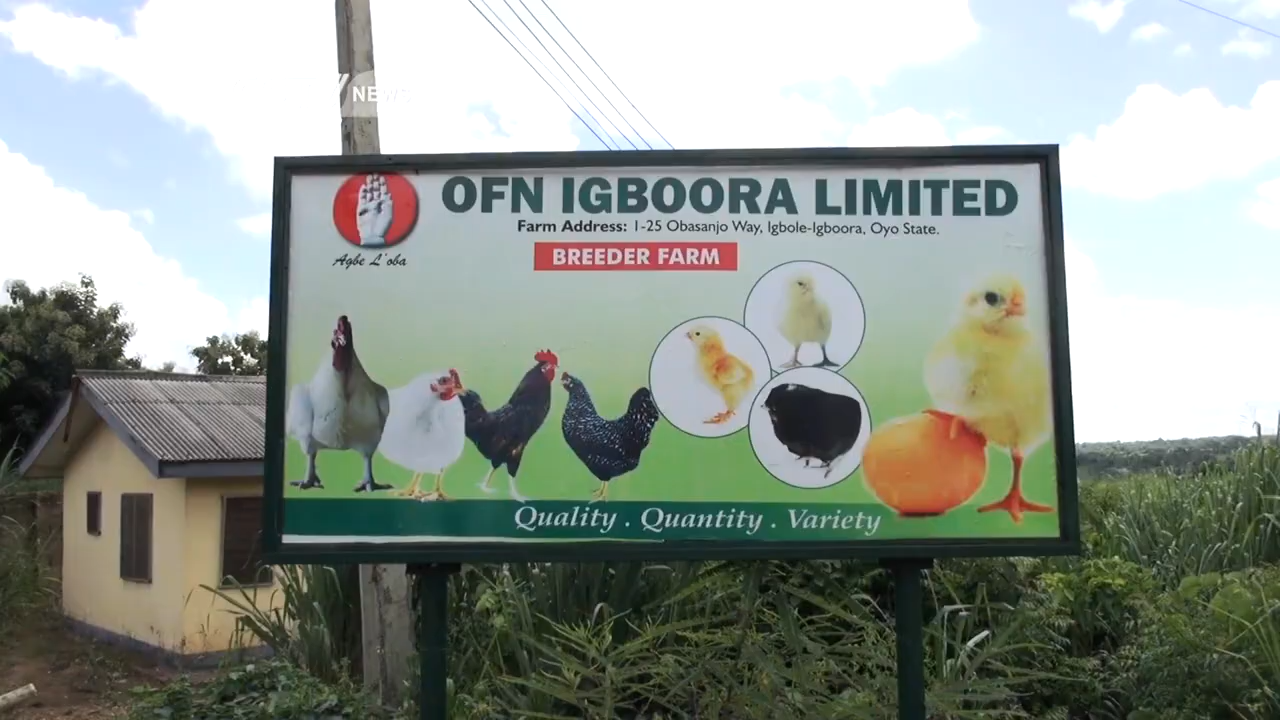 NEWS
OFN IGBOORA LIMITED
Farm Address: 1-25 Obasanjo Way, Igbole-Igboora, Oyo State.
BREEDER FARM
Agbe L'oba
Quality . Quantity . Variety